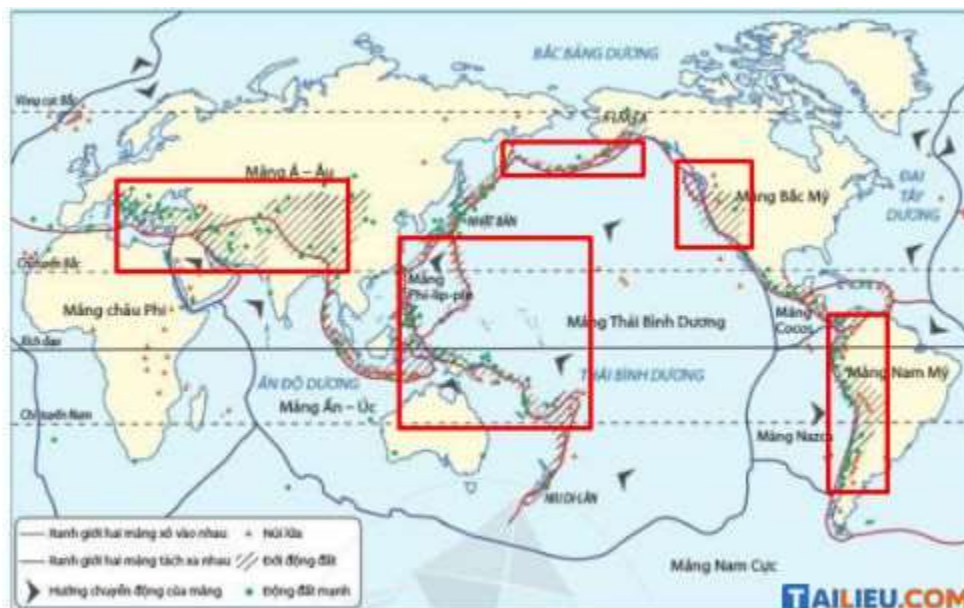 BẮC BĂNG DƯƠNG
Vòng cực Bắc
Mảng Á – Âu
Mảng Bắc Mỹ
ĐẠI
TÂY
DƯƠNG
NHẬT BẢN
Chí tuyến Bắc
Mảng
Phi-líp-pin
Mảng châu Phi
Mảng Thái Bình Dương
Mảng
Cocos
Xích đạo
Mảng Nam Mỹ
ẤN ĐỘ DƯƠNG
THÁI BÌNH DƯƠNG
Mảng Ấn – Úc
Chí tuyến Nam
Mảng Nazca
NIU DI-LÂN
Ranh giới hai mảng xô vào nhau
Núi lửa
Ranh giới hai mảng tách xa nhau
Đới động đất
Hướng chuyển động của mảng
Động đất mạnh
Mảng Nam Cực
TAILIEU.COM